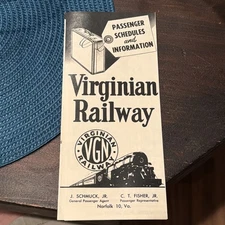 PASSENGER
SCHEDULES
and
INFORMATION
Virginian
Railway
VIRGINIAN
VGN
RAILWAY
J. SCHMUCK, JR. C. T. FISHER, JR.
General Passenger Agent Passenger Representative
Norfolk 10, Va.